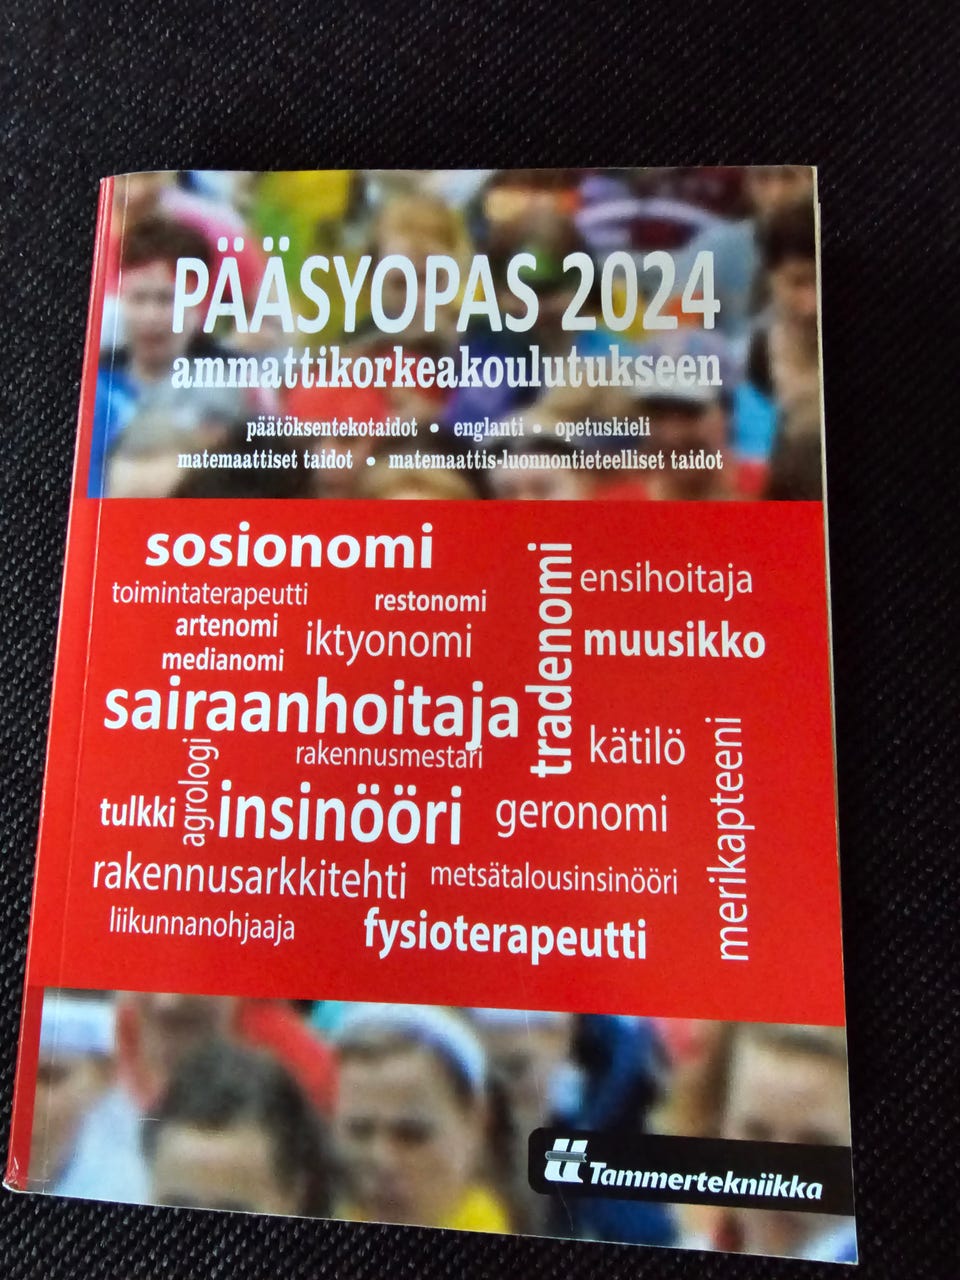 PÄÄSYOPAS 2024
ammattikorkeakoulutukseen
päätöksentekotaidot • englanti • opetuskieli
matemaattiset taidot • matemaattis-luonnontieteelliset taidot
sosionomi
toimintaterapeutti
restonomi
artenomi
iktyonomi
medianomi
tradenomi
ensihoitaja
muusikko
sairaanhoitaja
rakennusmestari
kätilö
agrologi
tulkki
insinööri
geronomi
merikapteeni
rakennusarkkitehti
metsätalousinsinööri
liikunnanohjaaja
fysioterapeutti
tt Tammertekniikka